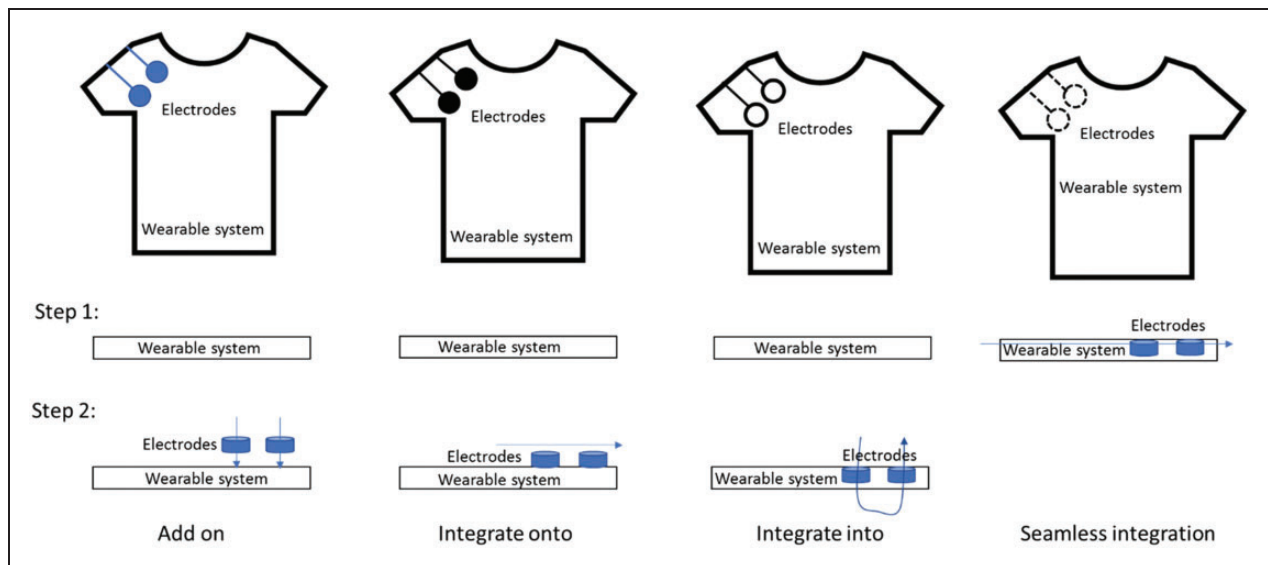 Electrodes
Wearable system
Electrodes
Wearable system
Electrodes
Wearable system
Electrodes
Wearable system
Step 1:
Wearable system
Wearable system
Wearable system
Electrodes
Wearable system
Step 2:
Electrodes
Wearable system
Electrodes
Wearable system
Electrodes
Wearable system
Add on
Integrate onto
Integrate into
Seamless integration